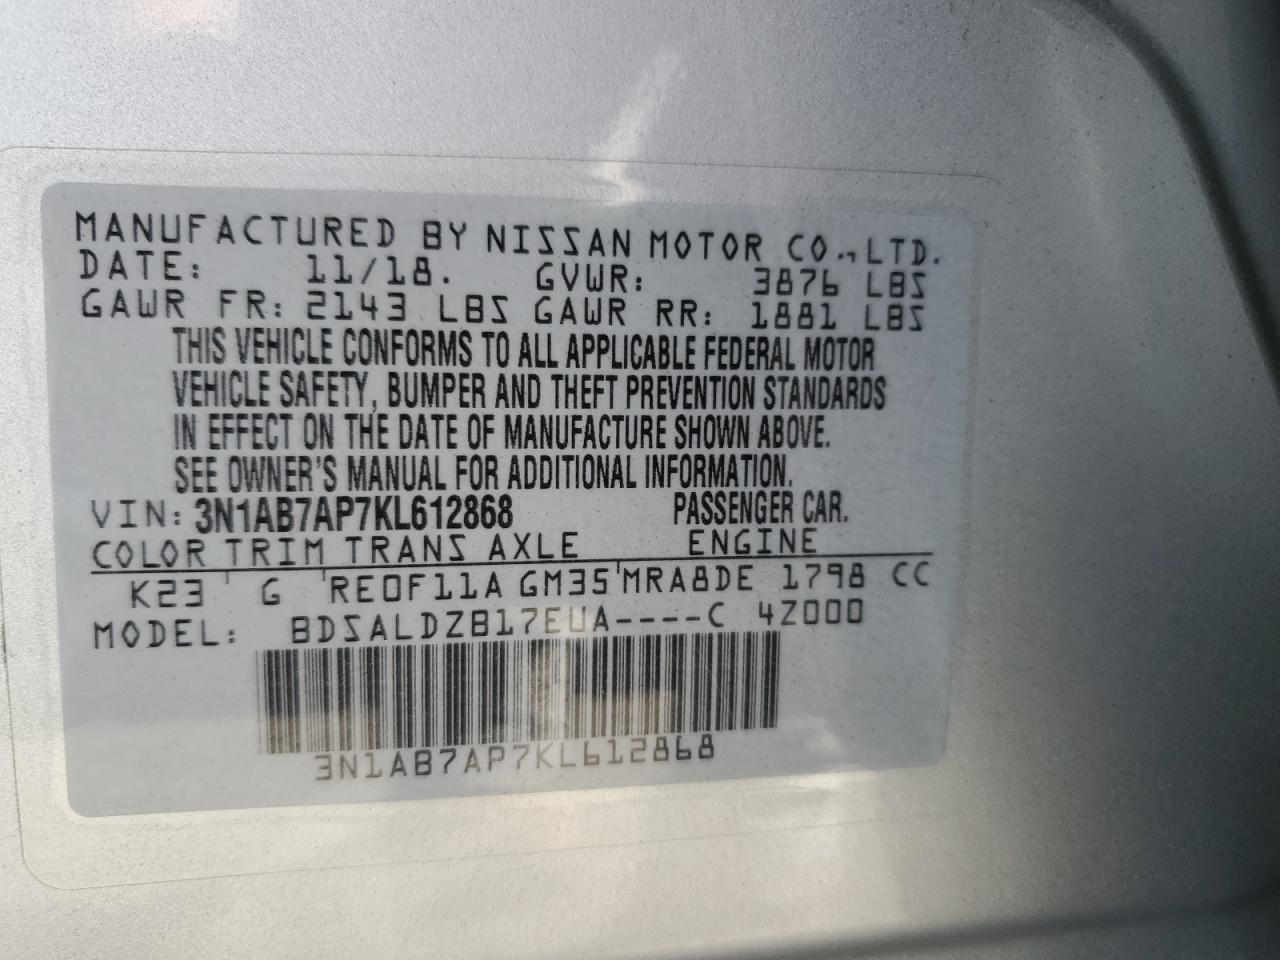 MANUFACTURED BY NISSAN MOTOR CO., LTD.
DATE: 11/18. GVWR: 3876 LBS
GAWR FR: 2143 LBS GAWR RR: 1881 LBS
THIS VEHICLE CONFORMS TO ALL APPLICABLE FEDERAL MOTOR
VEHICLE SAFETY, BUMPER AND THEFT PREVENTION STANDARDS
IN EFFECT ON THE DATE OF MANUFACTURE SHOWN ABOVE.
SEE OWNER'S MANUAL FOR ADDITIONAL INFORMATION.
VIN: 3N1AB7AP7KL612868 PASSENGER CAR.
COLOR TRIM TRANS AXLE ENGINE
K23 G RE0F11A GM35 MRA8DE 1798 CC
MODEL: BDSALDZB17EUA----C 4Z000
3N1AB7AP7KL612868